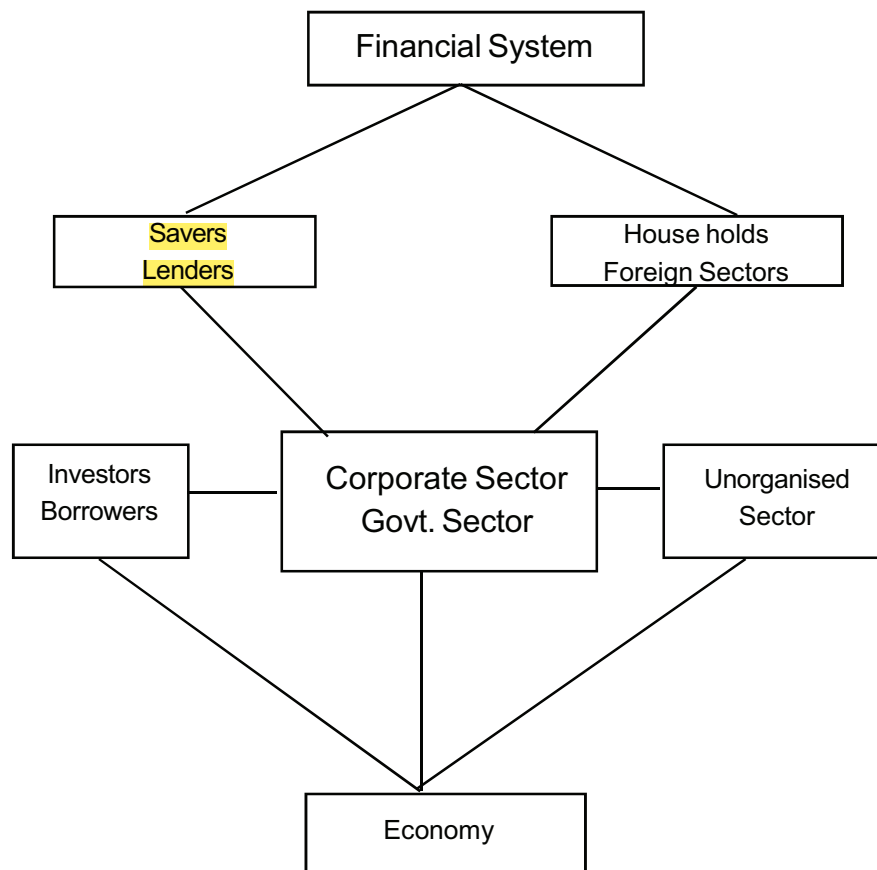 Financial System
Savers
Lenders
House holds
Foreign Sectors
Investors
Borrowers
Corporate Sector
Govt. Sector
Unorganised
Sector
Economy